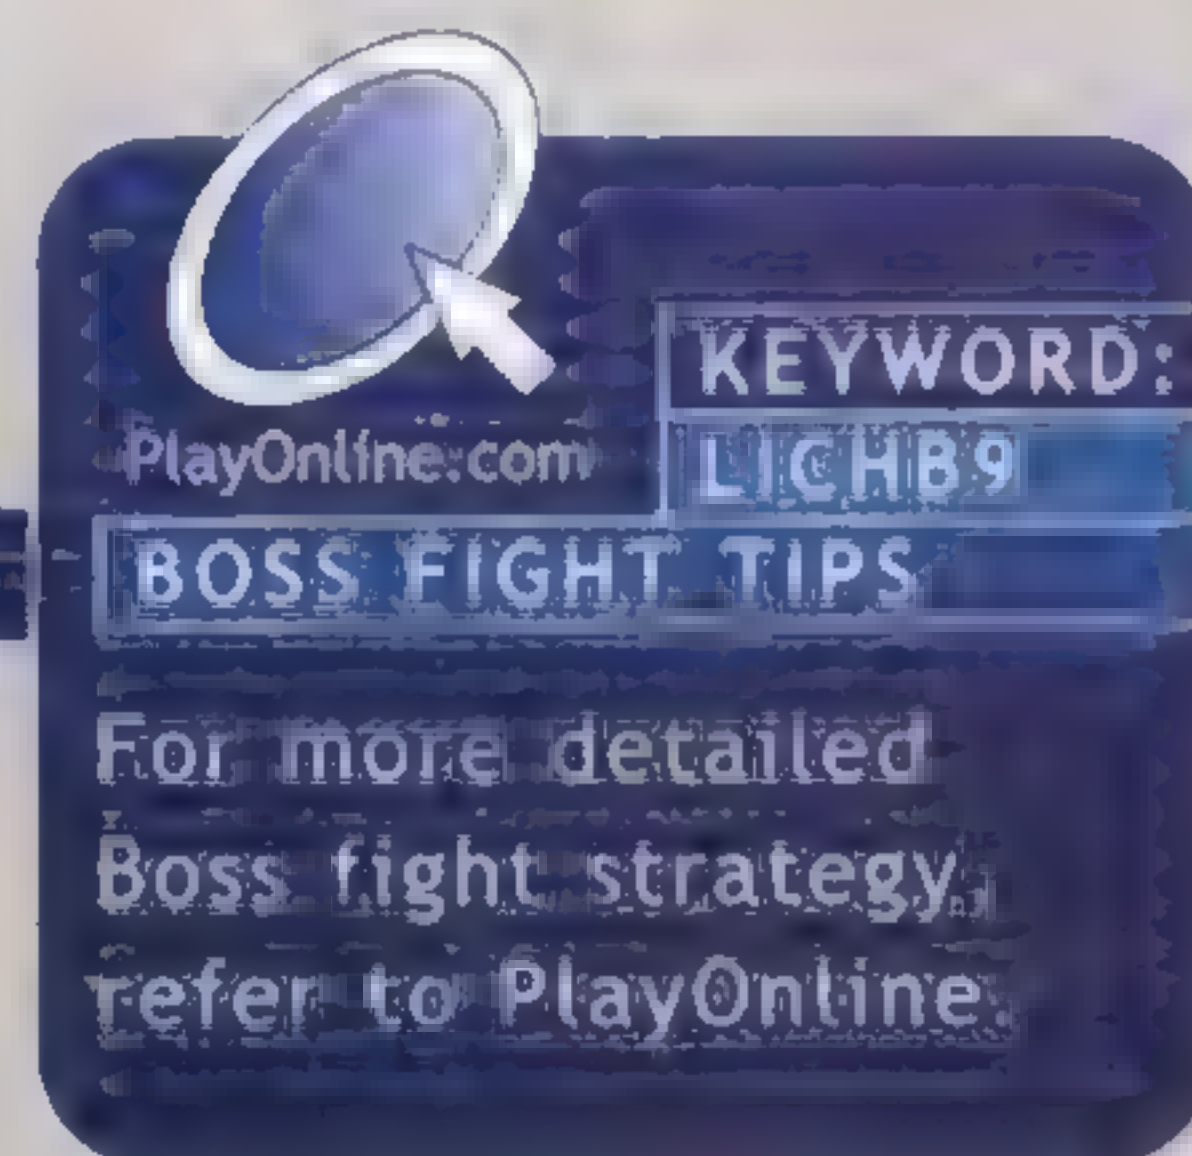 KEYWORD:
LICHB9
PlayOnline.com
BOSS FIGHT TIPS
For more detailed
Boss fight strategy,
refer to PlayOnline.